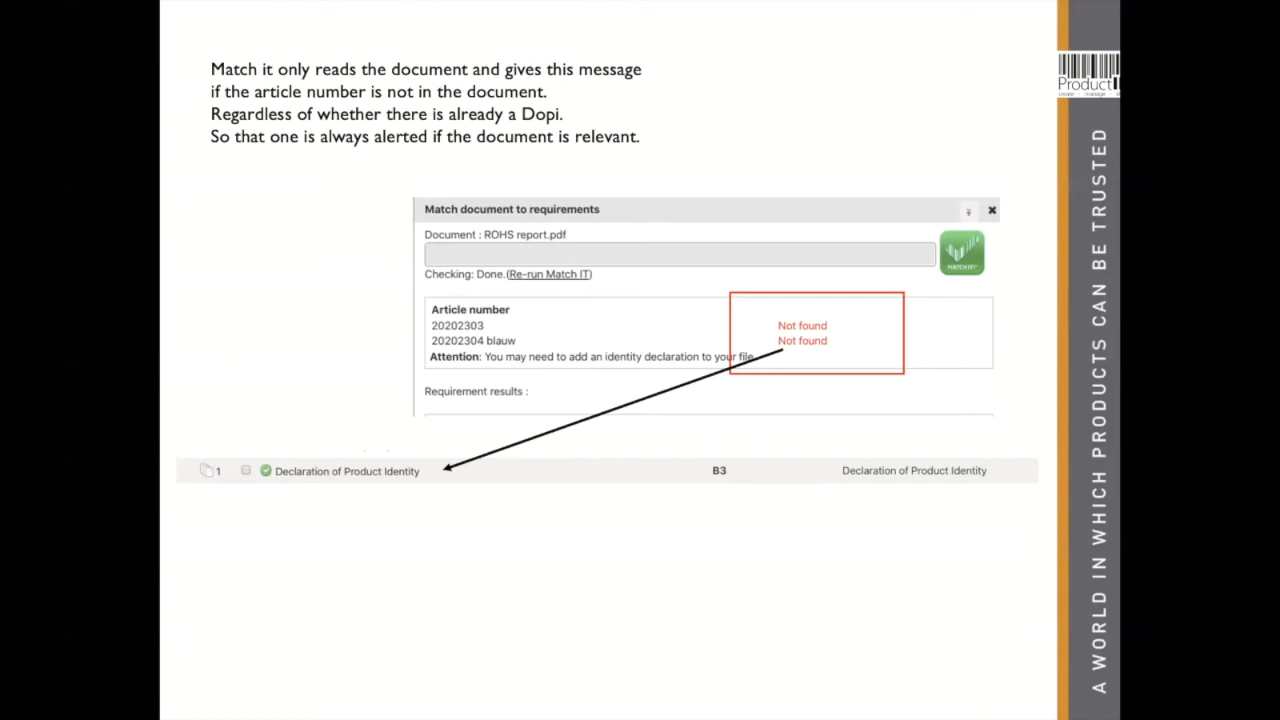 Match it only reads the document and gives this message
if the article number is not in the document.
Regardless of whether there is already a Dopi.
So that one is always alerted if the document is relevant.
Match document to requirements
Document : ROHS report.pdf
MATCH IT!
Checking: Done.(Re-run Match IT)
Article number
20202303 Not found
20202304 blauw Not found
Attention: You may need to add an identity declaration to your file.
Requirement results :
1 Declaration of Product Identity B3 Declaration of Product Identity
Product
A WORLD IN WHICH PRODUCTS CAN BE TRUSTED